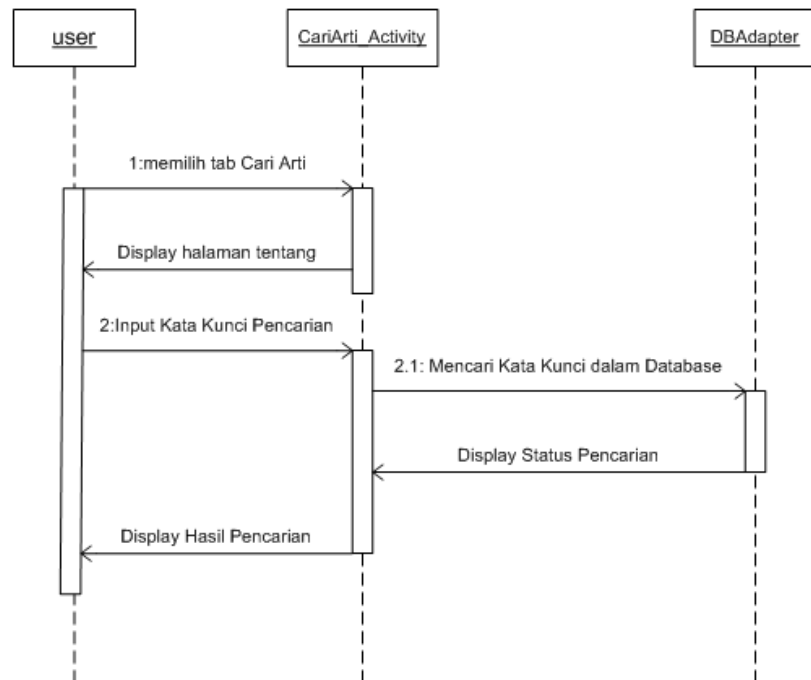 user
CariArti_Activity
DBAdapter
1:memilih tab Cari Arti
Display halaman tentang
2:Input Kata Kunci Pencarian
2.1: Mencari Kata Kunci dalam Database
Display Status Pencarian
Display Hasil Pencarian